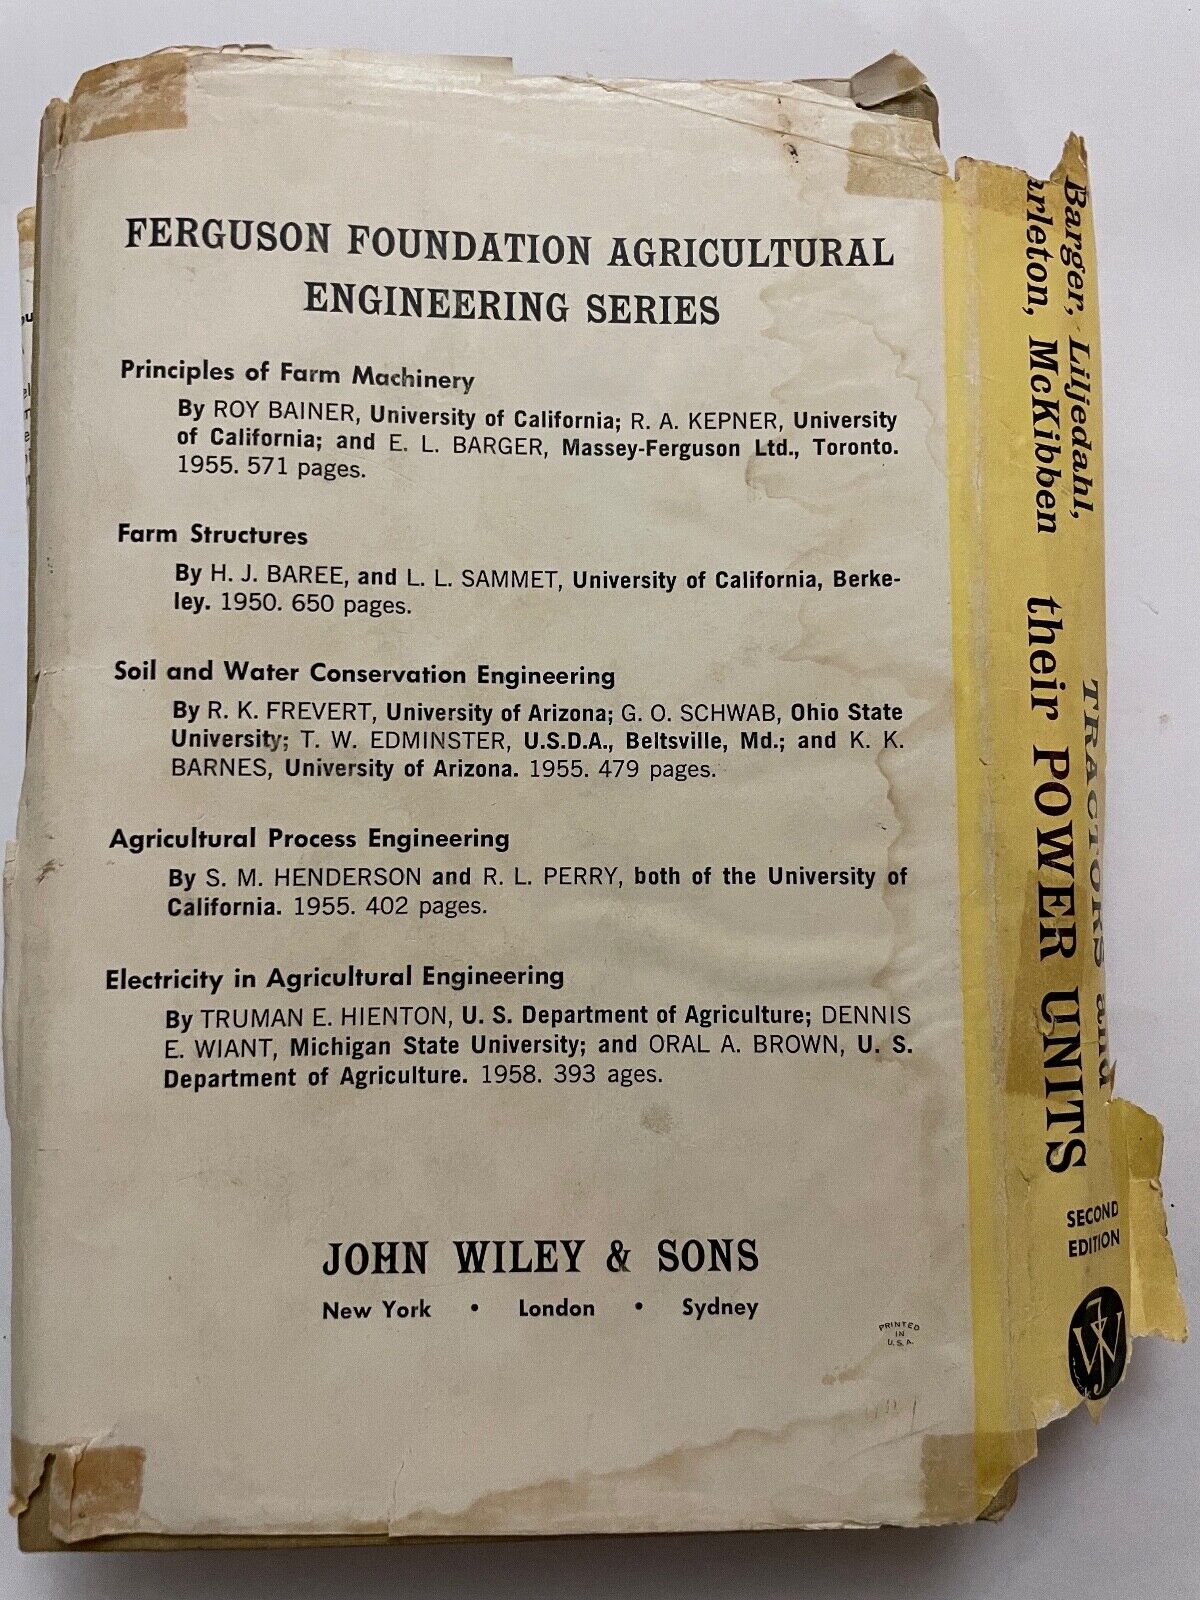 FERGUSON FOUNDATION AGRICULTURAL
ENGINEERING SERIES
Principles of Farm Machinery
By ROY BAINER, University of California; R. A. KEPNER, University
of California; and E. L. BARGER, Massey-Ferguson Ltd., Toronto.
1955. 571 pages.
Farm Structures
By H. J. BAREE, and L. L. SAMMET, University of California, Berke-
ley. 1950. 650 pages.
Soil and Water Conservation Engineering
By R. K. FREVERT, University of Arizona; G. O. SCHWAB, Ohio State
University; T. W. EDMINSTER, U.S.D.A., Beltsville, Md.; and K. K.
BARNES, University of Arizona. 1955. 479 pages.
Agricultural Process Engineering
By S. M. HENDERSON and R. L. PERRY, both of the University of
California. 1955. 402 pages.
Electricity in Agricultural Engineering
By TRUMAN E. HIENTON, U. S. Department of Agriculture; DENNIS
E. WIANT, Michigan State University; and ORAL A. BROWN, U. S.
Department of Agriculture. 1958. 393 ages.
JOHN WILEY & SONS
New York • London • Sydney
PRINTED
IN
U. S. A.
Barger, Liljedahl,
arleton, McKibben
TRACTORS and
their POWER UNITS
SECOND
EDITION